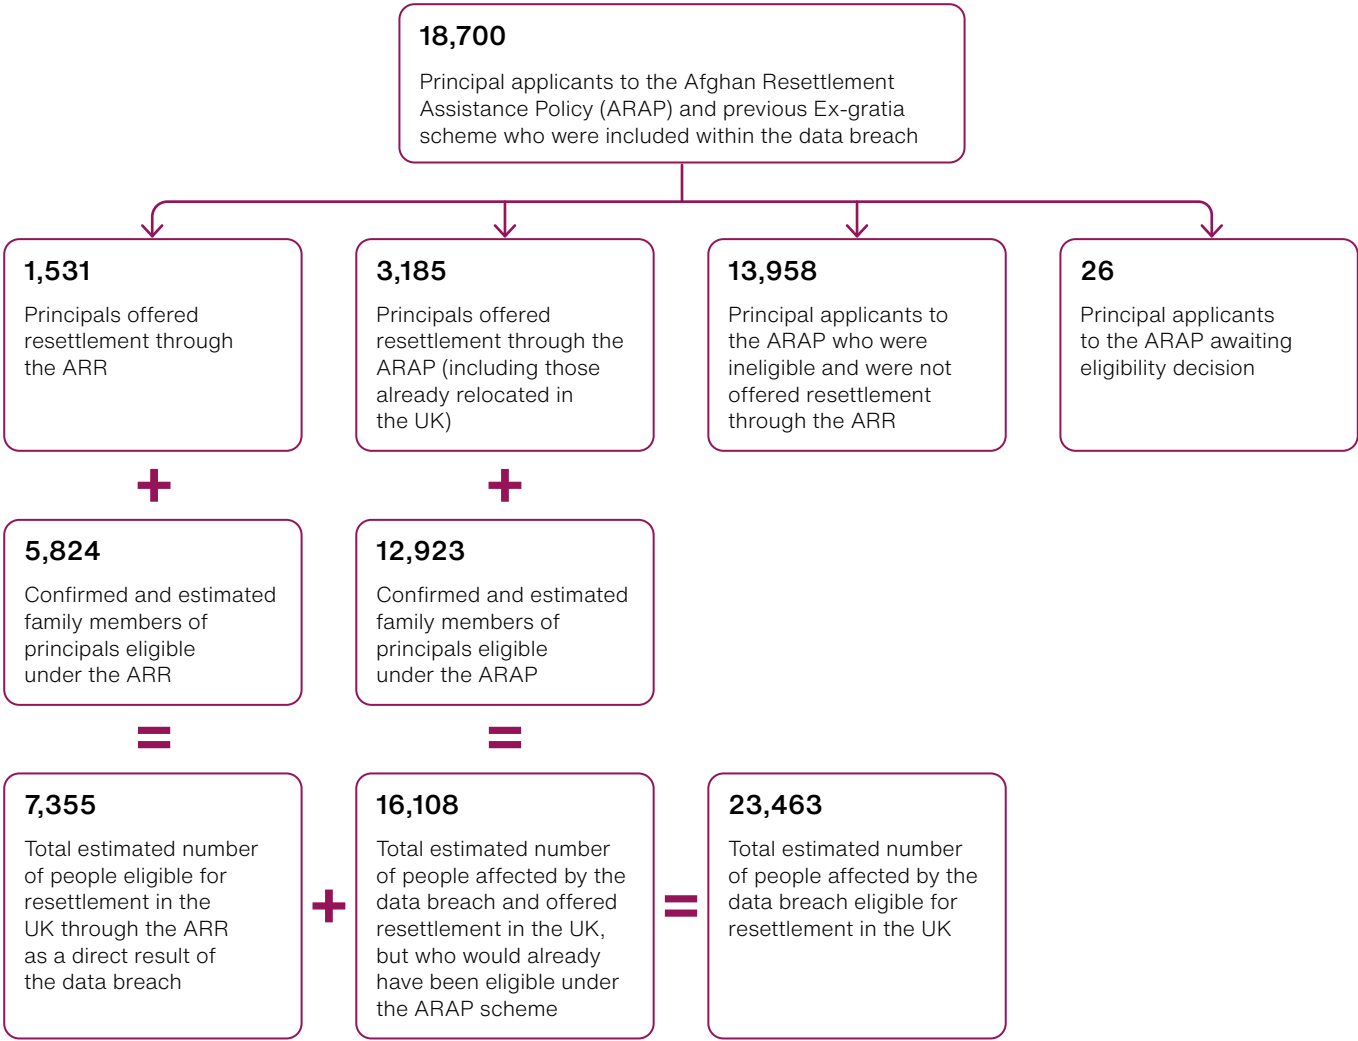 18,700
Principal applicants to the Afghan Resettlement
Assistance Policy (ARAP) and previous Ex-gratia
scheme who were included within the data breach
1,531
Principals offered
resettlement through
the ARR
3,185
Principals offered
resettlement through the
ARAP (including those
already relocated in
the UK)
13,958
Principal applicants to
the ARAP who were
ineligible and were not
offered resettlement
through the ARR
26
Principal applicants
to the ARAP awaiting
eligibility decision
+
+
5,824
Confirmed and estimated
family members of
principals eligible
under the ARR
12,923
Confirmed and estimated
family members of
principals eligible
under the ARAP
=
=
7,355
Total estimated number
of people eligible for
resettlement in the
UK through the ARR
as a direct result of
the data breach
+
16,108
Total estimated number
of people affected by the
data breach and offered
resettlement in the UK,
but who would already
have been eligible under
the ARAP scheme
=
23,463
Total estimated number
of people affected by the
data breach eligible for
resettlement in the UK